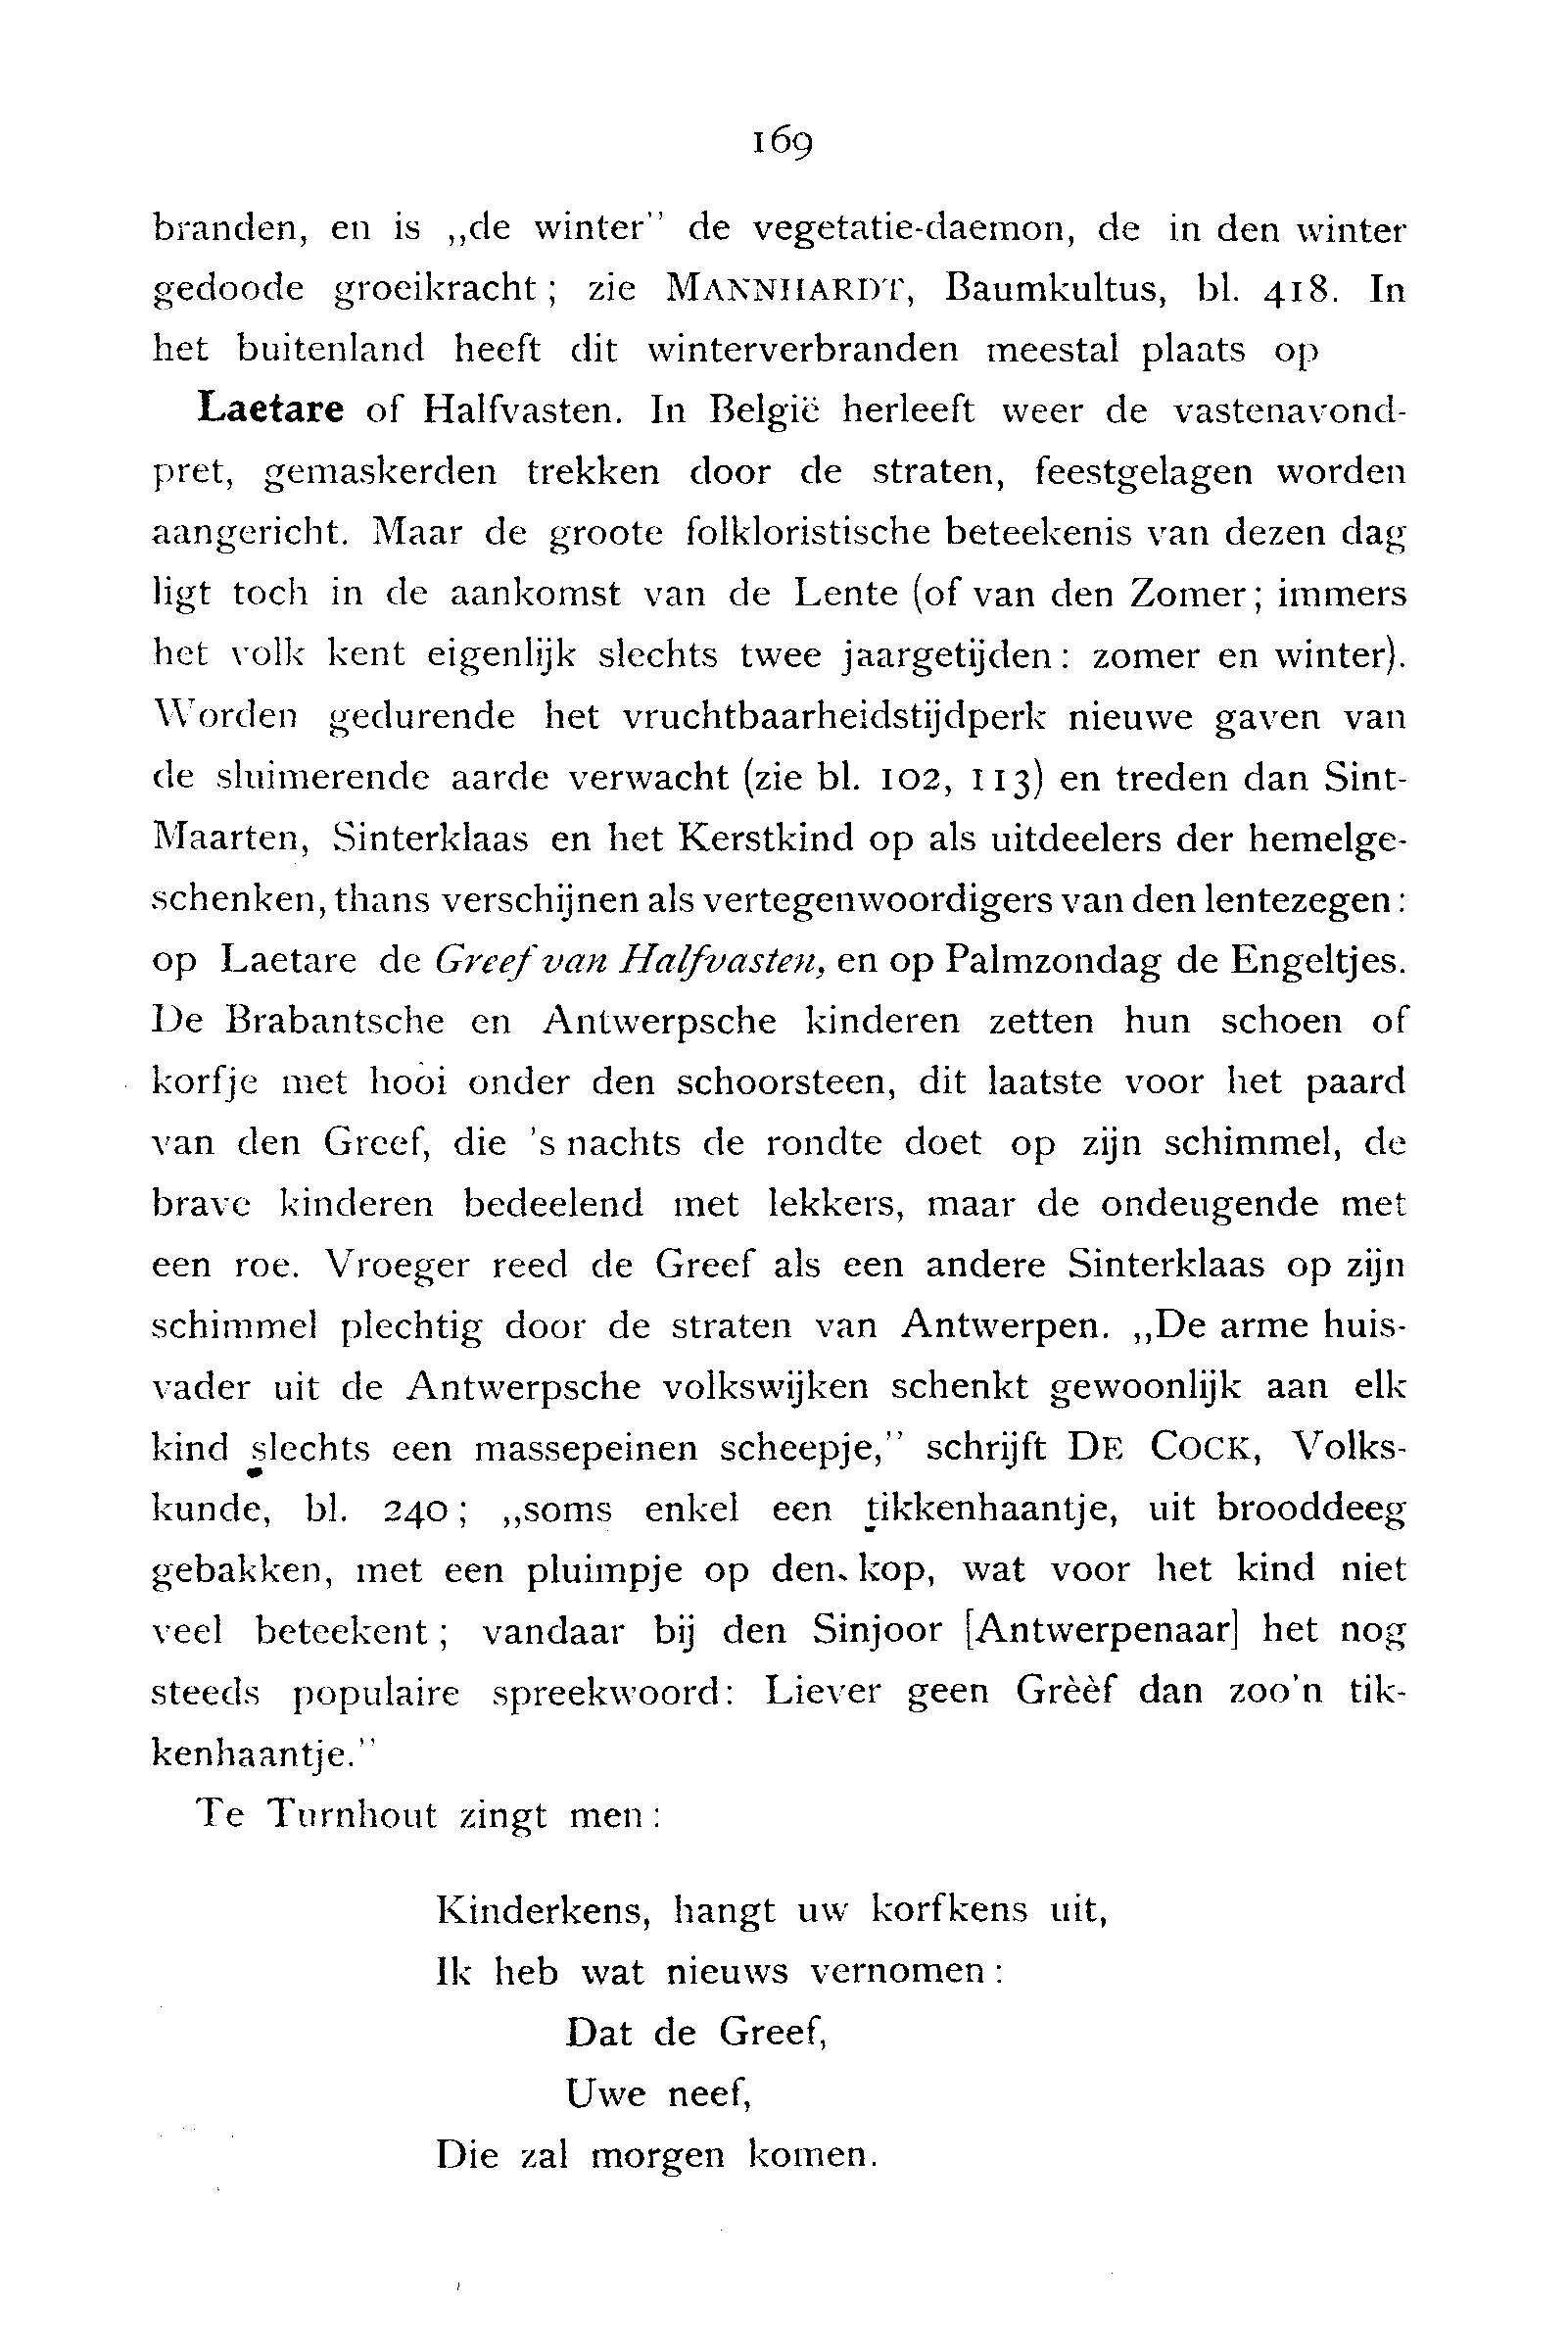 169
branden, en is „de winter” de vegetatie-daemon, de in den winter
gedoode groeikracht; zie MANNHARDT, Baumkultus, bl. 418. In
het buitenland heeft dit winterverbranden meestal plaats op
Laetare of Halfvasten. In België herleeft weer de vastenavond-
pret, gemaskerden trekken door de straten, feestgelagen worden
aangericht. Maar de groote folkloristische beteekenis van dezen dag
ligt toch in de aankomst van de Lente (of van den Zomer; immers
het volk kent eigenlijk slechts twee jaargetijden: zomer en winter).
Worden gedurende het vruchtbaarheidstijdperk nieuwe gaven van
de sluimerende aarde verwacht (zie bl. 102, 113) en treden dan Sint-
Maarten, Sinterklaas en het Kerstkind op als uitdeelers der hemelge-
schenken, thans verschijnen als vertegenwoordigers van den lentezegen:
op Laetare de Greef van Halfvasten, en op Palmzondag de Engeltjes.
De Brabantsche en Antwerpsche kinderen zetten hun schoen of
korfje met hooi onder den schoorsteen, dit laatste voor het paard
van den Greef, die 's nachts de rondte doet op zijn schimmel, de
brave kinderen bedeelend met lekkers, maar de ondeugende met
een roe. Vroeger reed de Greef als een andere Sinterklaas op zijn
schimmel plechtig door de straten van Antwerpen. „De arme huis-
vader uit de Antwerpsche volkswijken schenkt gewoonlijk aan elk
kind slechts een massepeinen scheepje,” schrijft DE COCK, Volks-
kunde, bl. 240; „soms enkel een tikkenhaantje, uit brooddeeg
gebakken, met een pluimpje op den kop, wat voor het kind niet
veel beteekent; vandaar bij den Sinjoor [Antwerpenaar] het nog
steeds populaire spreekwoord: Liever geen Grèèf dan zoo'n tik-
kenhaantje.”
Te Turnhout zingt men:
Kinderkens, hangt uw korfkens uit,
Ik heb wat nieuws vernomen:
Dat de Greef,
Uwe neef,
Die zal morgen komen.